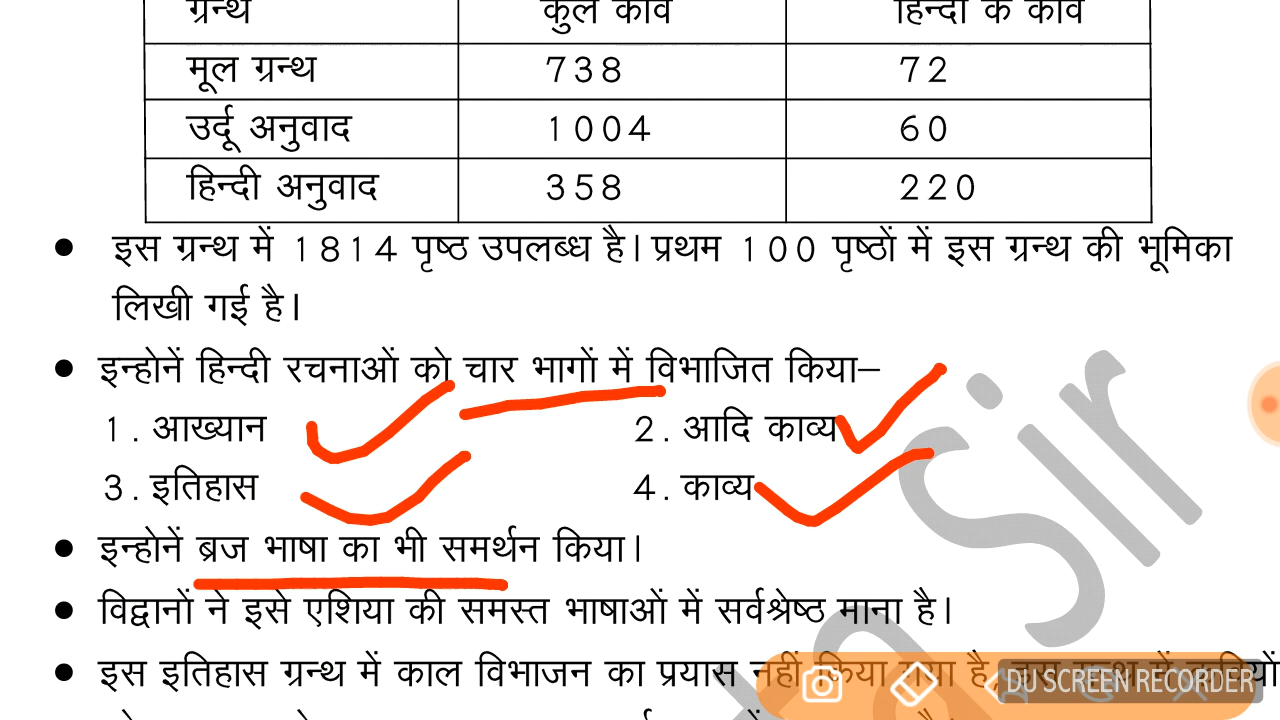 ग्रन्थ कुल कवि हिन्दी के कवि
मूल ग्रन्थ 738 72
उर्दू अनुवाद 1004 60
हिन्दी अनुवाद 358 220
● इस ग्रन्थ में 1814 पृष्ठ उपलब्ध है। प्रथम 100 पृष्ठों में इस ग्रन्थ की भूमिका
लिखी गई है।
● इन्होनें हिन्दी रचनाओं को चार भागों में विभाजित किया–
1. आख्यान 2. आदि काव्य
3. इतिहास 4. काव्य
● इन्होनें ब्रज भाषा का भी समर्थन किया।
● विद्वानों ने इसे एशिया की समस्त भाषाओं में सर्वश्रेष्ठ माना है।
● इस इतिहास ग्रन्थ में काल विभाजन का प्रयास नहीं किया गया है,
DU SCREEN RECORDER
Sir